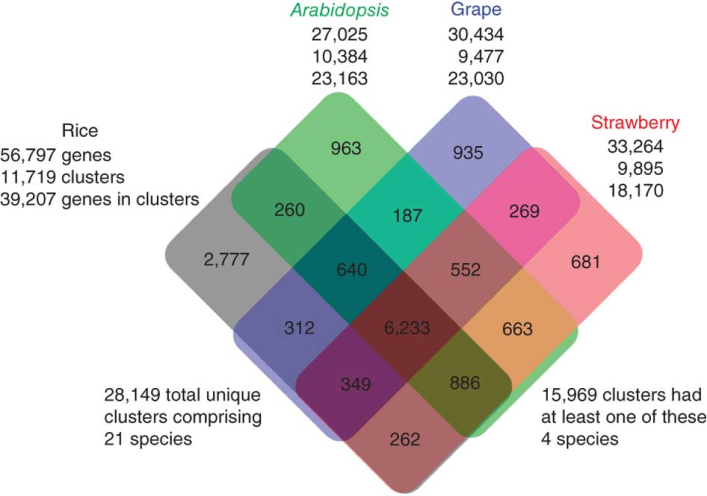 Arabidopsis
27,025
10,384
23,163
Grape
30,434
9,477
23,030
Rice
56,797 genes
11,719 clusters
39,207 genes in clusters
Strawberry
33,264
9,895
18,170
963
935
260
187
269
2,777
640
552
681
312
6,233
663
349
886
262
28,149 total unique
clusters comprising
21 species
15,969 clusters had
at least one of these
4 species